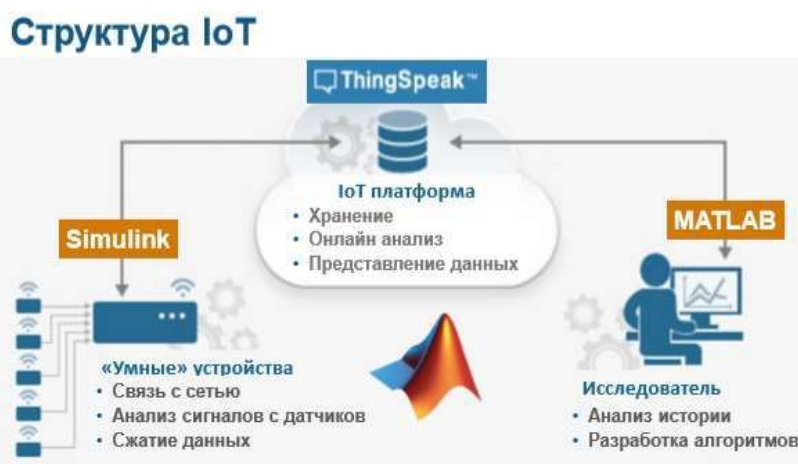 Структура IoT
ThingSpeak™
IoT платформа
• Хранение
• Онлайн анализ
• Представление данных
Simulink
MATLAB
«Умные» устройства
• Связь с сетью
• Анализ сигналов с датчиков
• Сжатие данных
Исследователь
• Анализ истории
• Разработка алгоритмов